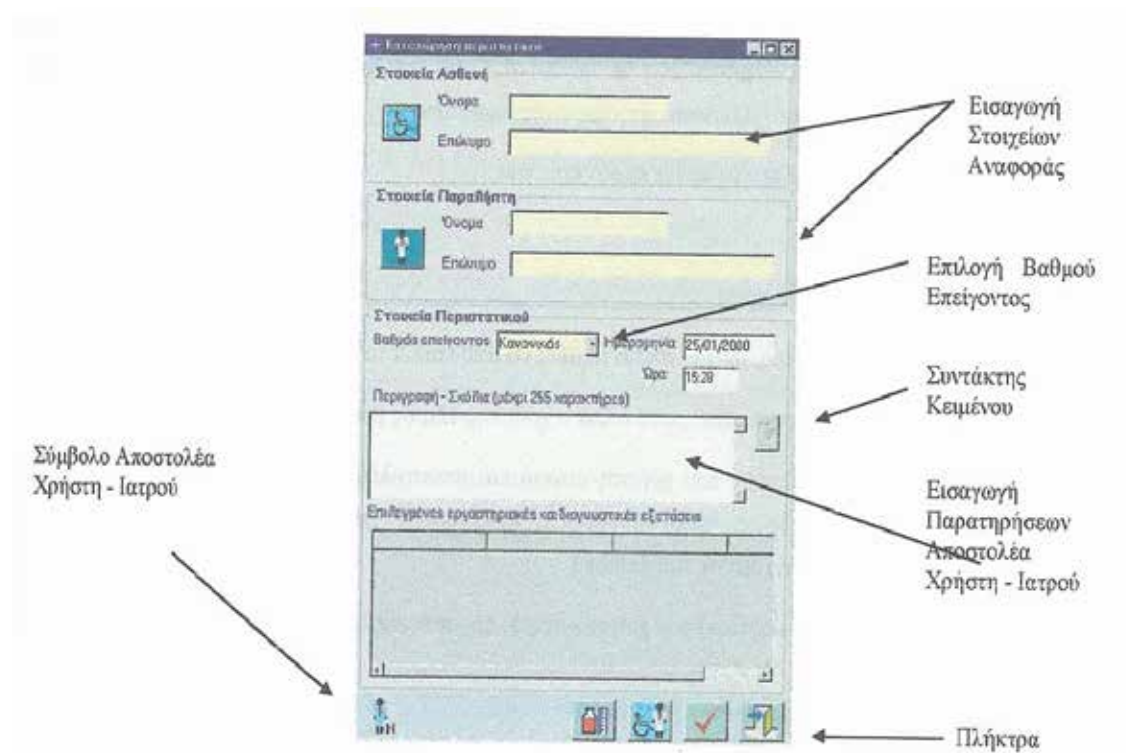 Στοιχεία Ασθενή
Όνομα
Επώνυμο
Στοιχεία Παραλήπτη
Όνομα
Επώνυμο
Στοιχεία Περιστατικού
Βαθμός επείγοντος Κανονικός Ημερομηνία 25/01/2000
Ώρα 15:28
Περιγραφή - Σχόλια (μέχρι 255 χαρακτήρες)
Επιλεγμένες εργαστηριακές και διαγνωστικές εξετάσεις
Εισαγωγή
Στοιχείων
Αναφοράς
Επιλογή Βαθμού
Επείγοντος
Συντάκτης
Κειμένου
Εισαγωγή
Παρατηρήσεων
Αποστολέα
Χρήστη - Ιατρού
Σύμβολο Αποστολέα
Χρήστη - Ιατρού
Πλήκτρα